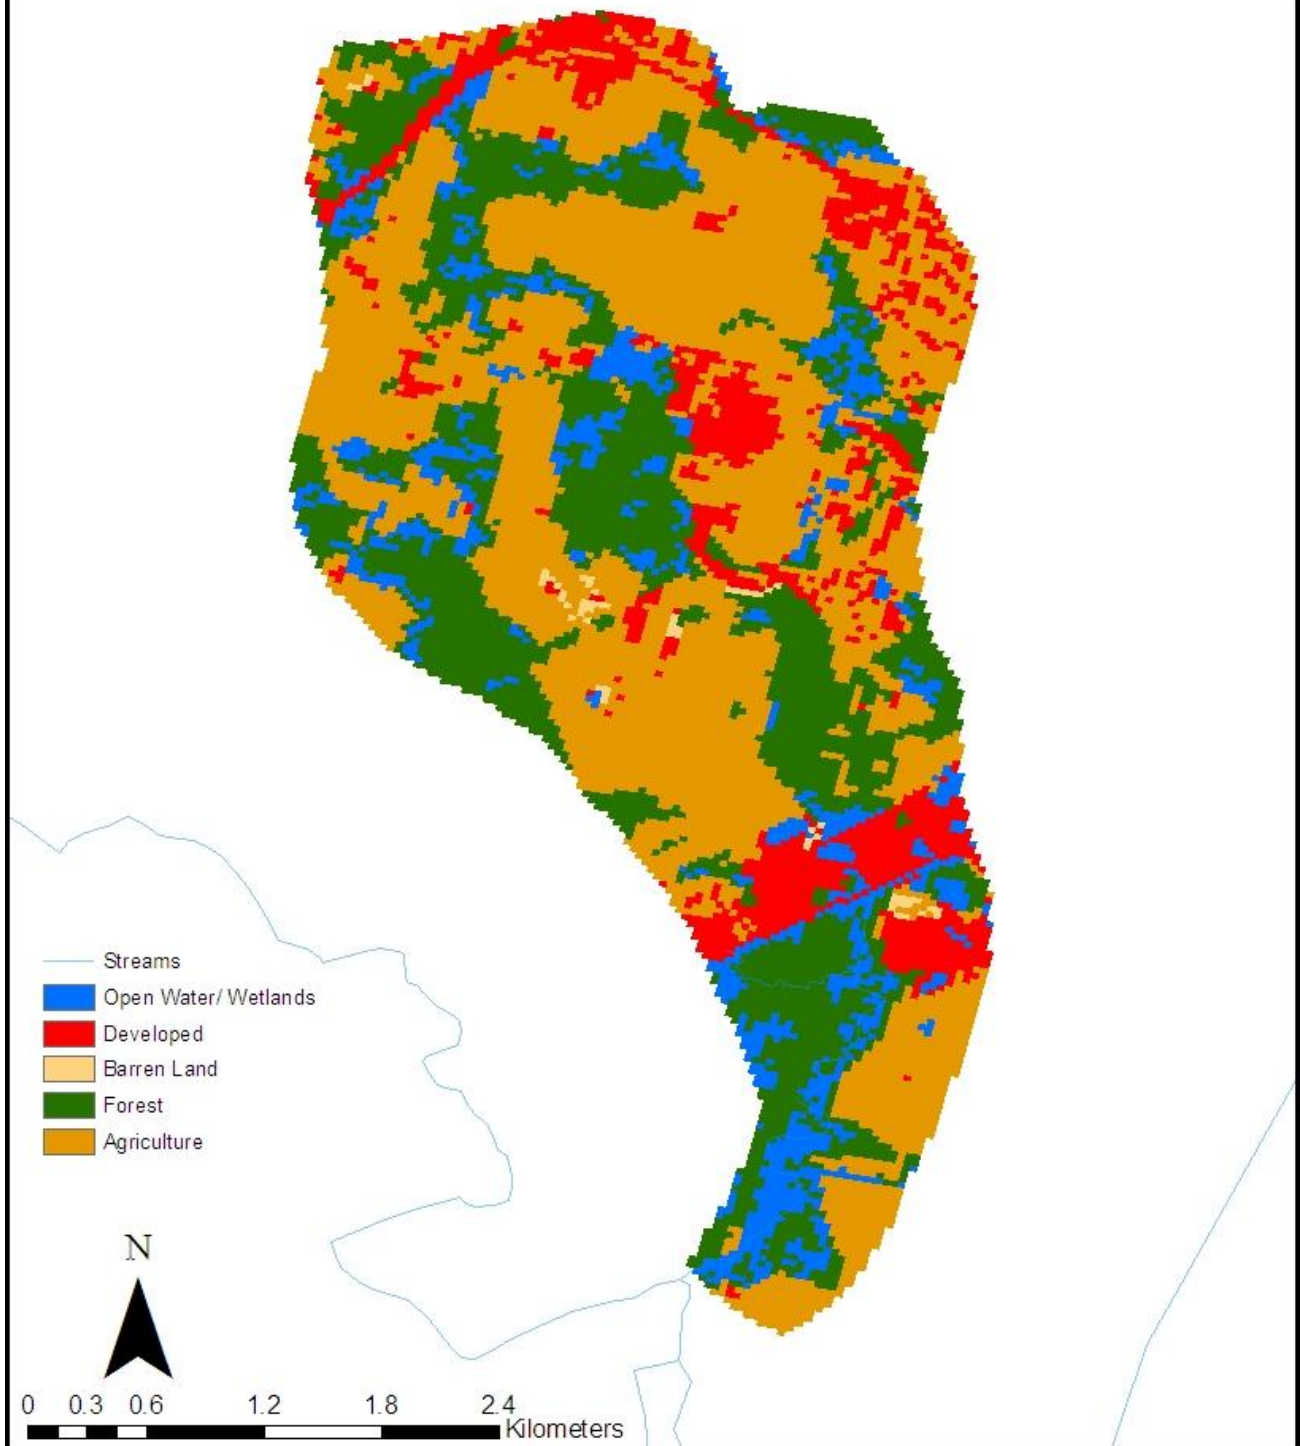 Streams
Open Water/ Wetlands
Developed
Barren Land
Forest
Agriculture
N
0 0.3 0.6 1.2 1.8 2.4
Kilometers